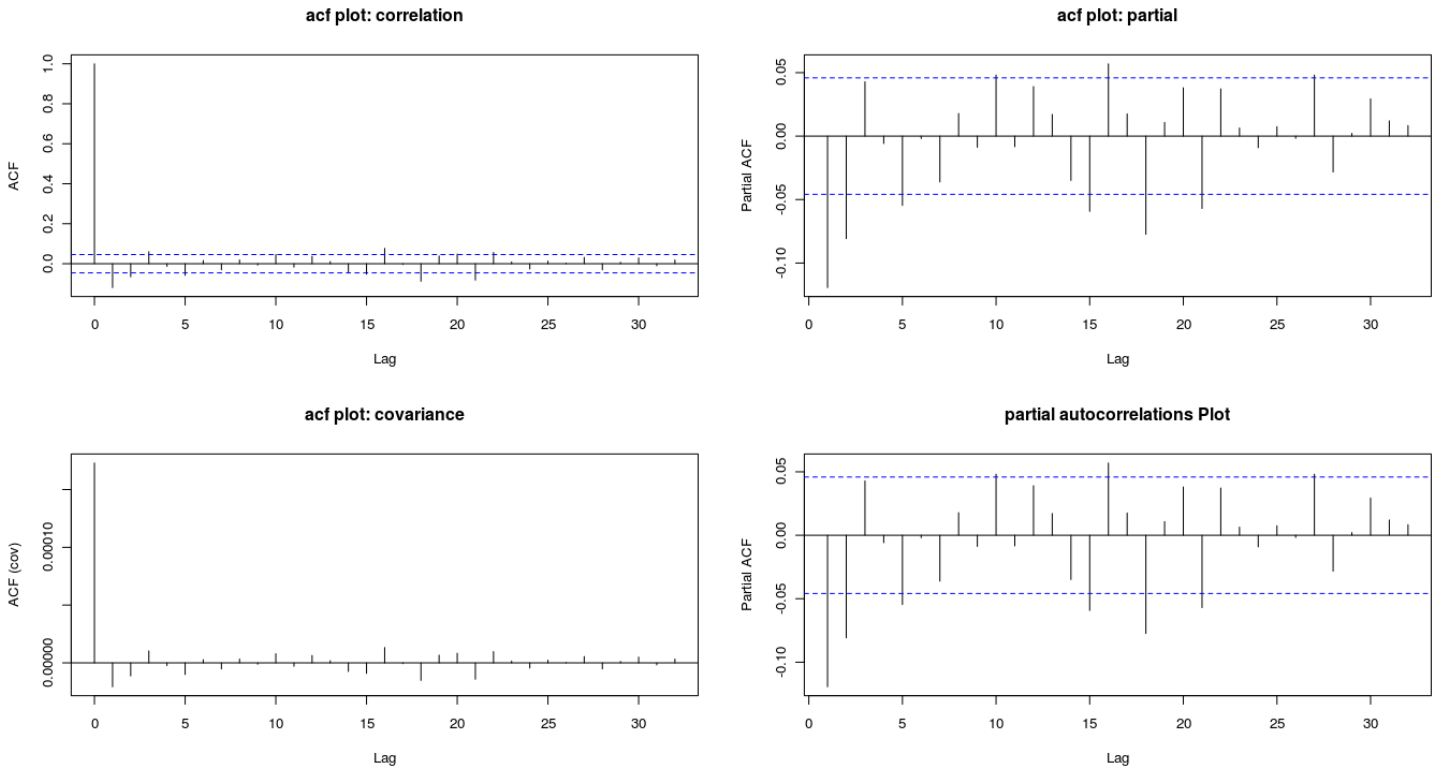 acf plot: correlation
ACF
0.0 0.2 0.4 0.6 0.8 1.0
0 5 10 15 20 25 30
Lag
acf plot: partial
Partial ACF
-0.10 -0.05 0.00 0.05
0 5 10 15 20 25 30
Lag
acf plot: covariance
ACF (cov)
0.00000 0.00010
0 5 10 15 20 25 30
Lag
partial autocorrelations Plot
Partial ACF
-0.10 -0.05 0.00 0.05
0 5 10 15 20 25 30
Lag